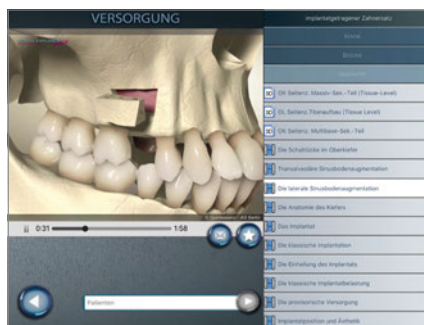 VERSORGUNG
0:31
1:58
Patienten
implantatgetragener Zahnersatz
Brücke
OK Seitenz. Massiv-Sek.-Teil (Tissue-Level)
OK Seitenz. Titanaufbau (Tissue Level)
OK Seitenz. Multibase-Sek.-Teil
Die Schaltlücke im Oberkiefer
Transalveoläre Sinusbodenaugmentation
Die laterale Sinusbodenaugmentation
Die Anatomie des Kiefers
Das Implantat
Die klassische Implantation
Die Einheilung des Implantats
Die klassische Implantatbelastung
Die provisorische Versorgung
Implantatposition und Ästhetik